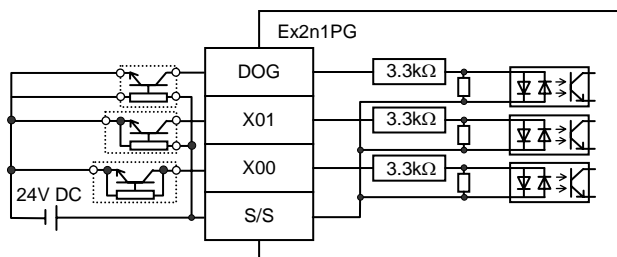 Ex2n1PG
DOG
3.3kΩ
X01
3.3kΩ
X00
3.3kΩ
24V DC
S/S